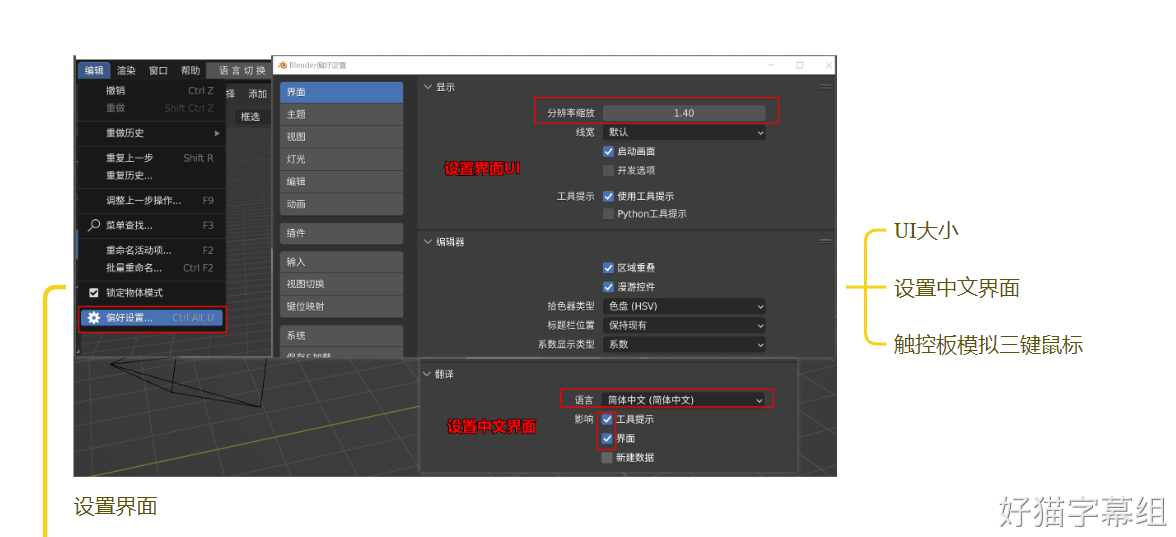 编辑 渲染 窗口 帮助 语言切换
撤销 Ctrl Z
重做 Shift Ctrl Z
重做历史
重复上一步 Shift R
重复历史...
调整上一步操作... F9
菜单查找... F3
重命名活动项... F2
批量重命名... Ctrl F2
锁定物体模式
偏好设置... Ctrl Alt U
择 添加
框选
Blender偏好设置
界面
主题
视图
灯光
编辑
动画
插件
输入
视图切换
键位映射
系统
保存&加载
显示
分辨率缩放 1.40
线宽 默认
启动画面
开发选项
设置界面UI
工具提示 使用工具提示
Python工具提示
编辑器
区域重叠
漫游控件
拾色器类型 色盘 (HSV)
标题栏位置 保持现有
系数显示类型 系数
翻译
语言 简体中文 (简体中文)
影响 工具提示
设置中文界面
界面
新建数据
UI大小
设置中文界面
触控板模拟三键鼠标
设置界面
好猫字幕组